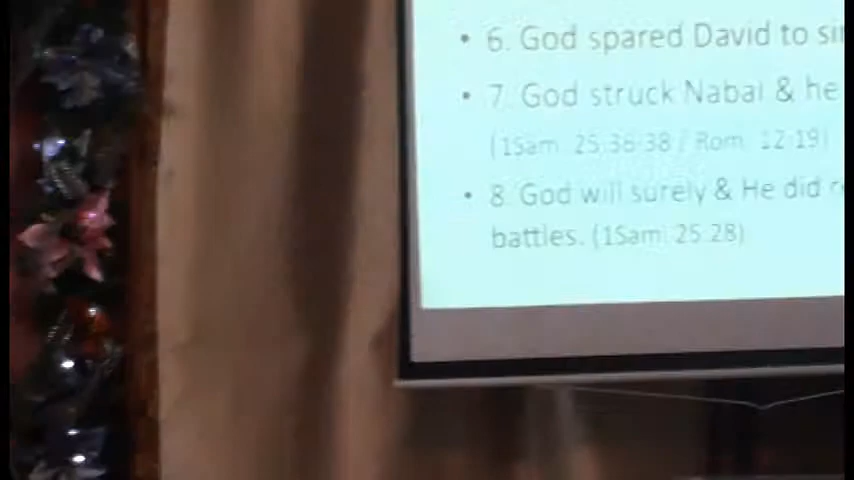 • 6. God spared David to si
• 7. God struck Nabal & he
(1Sam. 25:36-38 / Rom. 12:19)
• 8. God will surely & He did r
battles. (1Sam. 25:28)